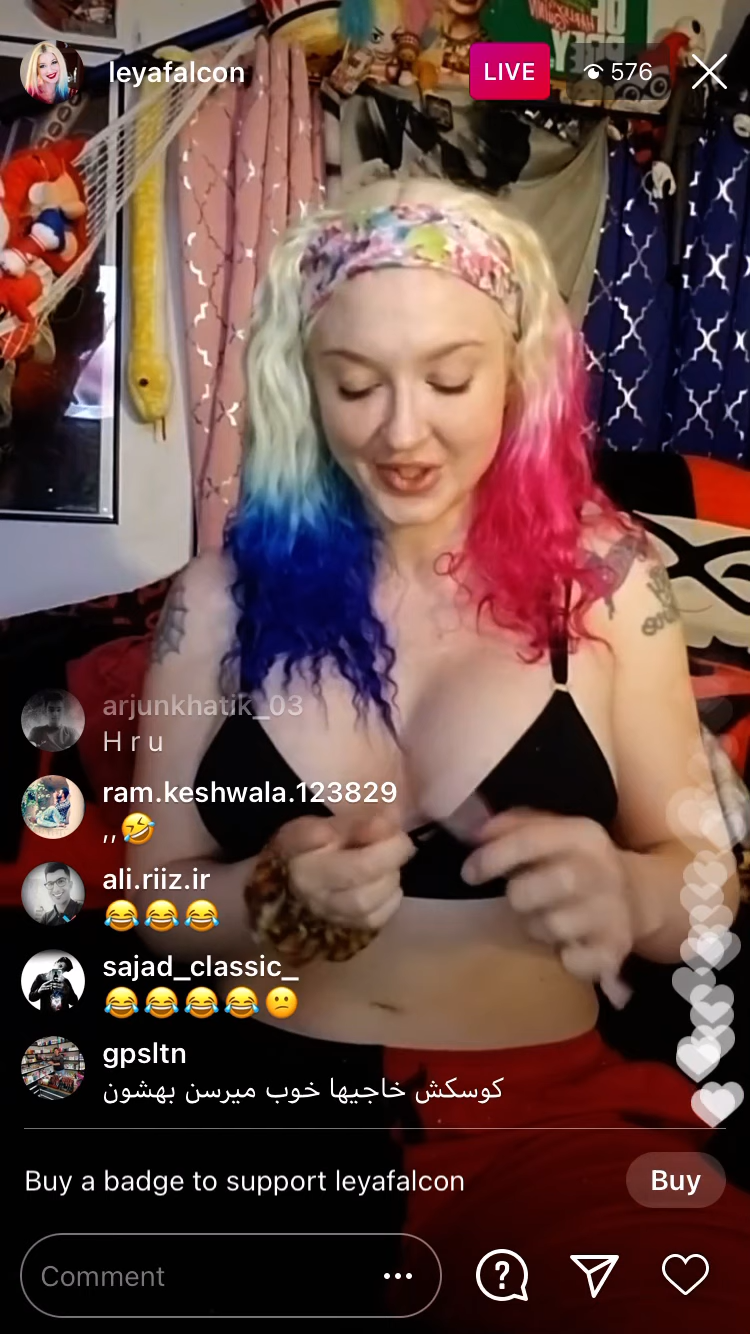 leyafalcon
LIVE
576
arjunkhatik_03
H r u
ram.keshwala.123829
,, 🤣
ali.riiz.ir
😂😂😂
sajad_classic_
😂😂😂😂😕
gpsltn
کوسکش خاجیها خوب میرسن بهشون
Buy a badge to support leyafalcon
Buy
Comment